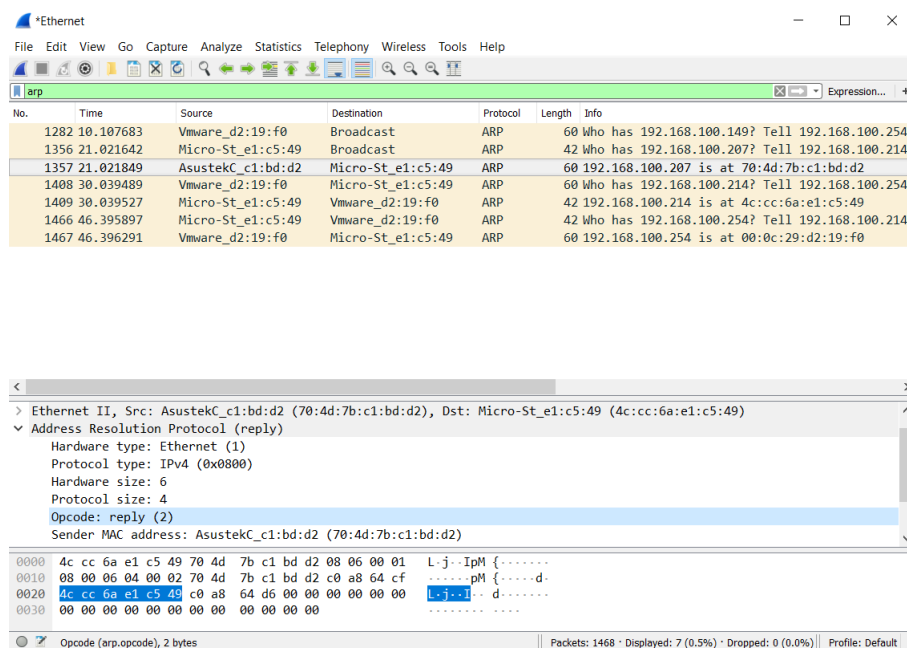 *Ethernet
File Edit View Go Capture Analyze Statistics Telephony Wireless Tools Help
arp Expression... +
No. Time Source Destination Protocol Length Info
1282 10.107683 Vmware_d2:19:f0 Broadcast ARP 60 Who has 192.168.100.149? Tell 192.168.100.254
1356 21.021642 Micro-St_e1:c5:49 Broadcast ARP 42 Who has 192.168.100.207? Tell 192.168.100.214
1357 21.021849 AsustekC_c1:bd:d2 Micro-St_e1:c5:49 ARP 60 192.168.100.207 is at 70:4d:7b:c1:bd:d2
1408 30.039489 Vmware_d2:19:f0 Micro-St_e1:c5:49 ARP 60 Who has 192.168.100.214? Tell 192.168.100.254
1409 30.039527 Micro-St_e1:c5:49 Vmware_d2:19:f0 ARP 42 192.168.100.214 is at 4c:cc:6a:e1:c5:49
1466 46.395897 Micro-St_e1:c5:49 Vmware_d2:19:f0 ARP 42 Who has 192.168.100.254? Tell 192.168.100.214
1467 46.396291 Vmware_d2:19:f0 Micro-St_e1:c5:49 ARP 60 192.168.100.254 is at 00:0c:29:d2:19:f0
Ethernet II, Src: AsustekC_c1:bd:d2 (70:4d:7b:c1:bd:d2), Dst: Micro-St_e1:c5:49 (4c:cc:6a:e1:c5:49)
Address Resolution Protocol (reply)
Hardware type: Ethernet (1)
Protocol type: IPv4 (0x0800)
Hardware size: 6
Protocol size: 4
Opcode: reply (2)
Sender MAC address: AsustekC_c1:bd:d2 (70:4d:7b:c1:bd:d2)
0000 4c cc 6a e1 c5 49 70 4d 7b c1 bd d2 08 06 00 01 L·j··IpM {·······
0010 08 00 06 04 00 02 70 4d 7b c1 bd d2 c0 a8 64 cf ······pM {·····d·
0020 4c cc 6a e1 c5 49 c0 a8 64 d6 00 00 00 00 00 00 L·j··I·· d·······
0030 00 00 00 00 00 00 00 00 00 00 00 00 ········ ····
Opcode (arp.opcode), 2 bytes Packets: 1468 · Displayed: 7 (0.5%) · Dropped: 0 (0.0%) Profile: Default